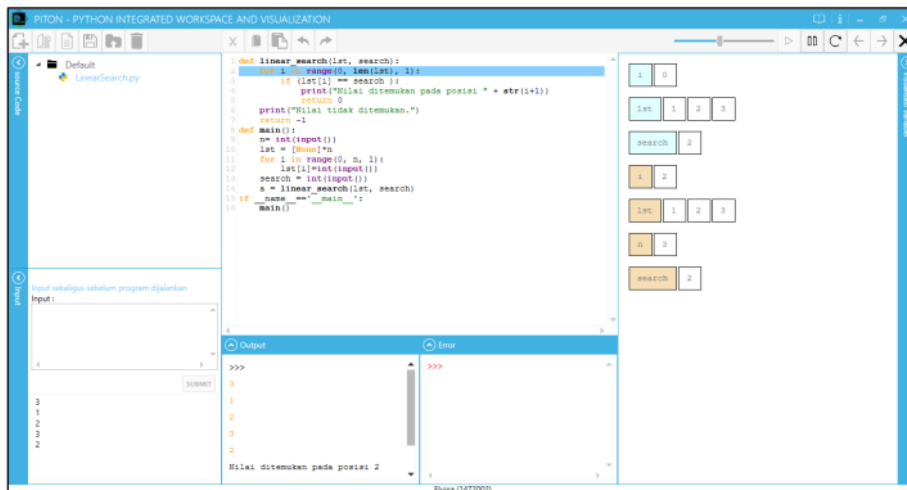 PITON - PYTHON INTEGRATED WORKSPACE AND VISUALIZATION
Source Code
Default
LinearSearch.py
1 def linear_search(lst, search):
2 for i in range(0, len(lst), 1):
3 if (lst[i] == search ):
4 print("Nilai ditemukan pada posisi " + str(i+1))
5 return 0
6 print("Nilai tidak ditemukan.")
7 return -1
8 def main():
9 n= int(input())
10 lst = [None]*n
11 for i in range(0, n, 1):
12 lst[i]=int(input())
13 search = int(input())
14 a = linear_search(lst, search)
15 if __name__=='__main__':
16 main()
i 0
lst 1 2 3
search 2
i 2
lst 1 2 3
n 3
search 2
Input
Input sekaligus sebelum program dijalankan
Input :
SUBMIT
3
1
2
3
2
Output
>>>
3
1
2
3
2
Nilai ditemukan pada posisi 2
Error
>>>